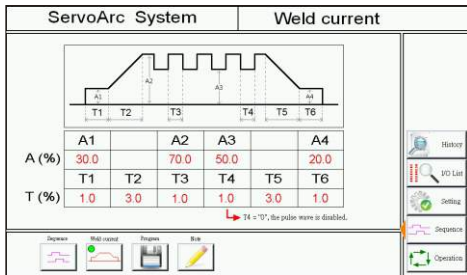 ServoArc System
Weld current
A1
A2
A3
A4
T1 T2 T3 T4 T5 T6
A1 A2 A3 A4
A (%) 30.0 70.0 50.0 20.0
T1 T2 T3 T4 T5 T6
T (%) 1.0 3.0 1.0 1.0 3.0 1.0
T4 = "0", the pulse wave is disabled.
History
I/O List
Setting
Sequence
Operation
Sequence Weld current Program Note